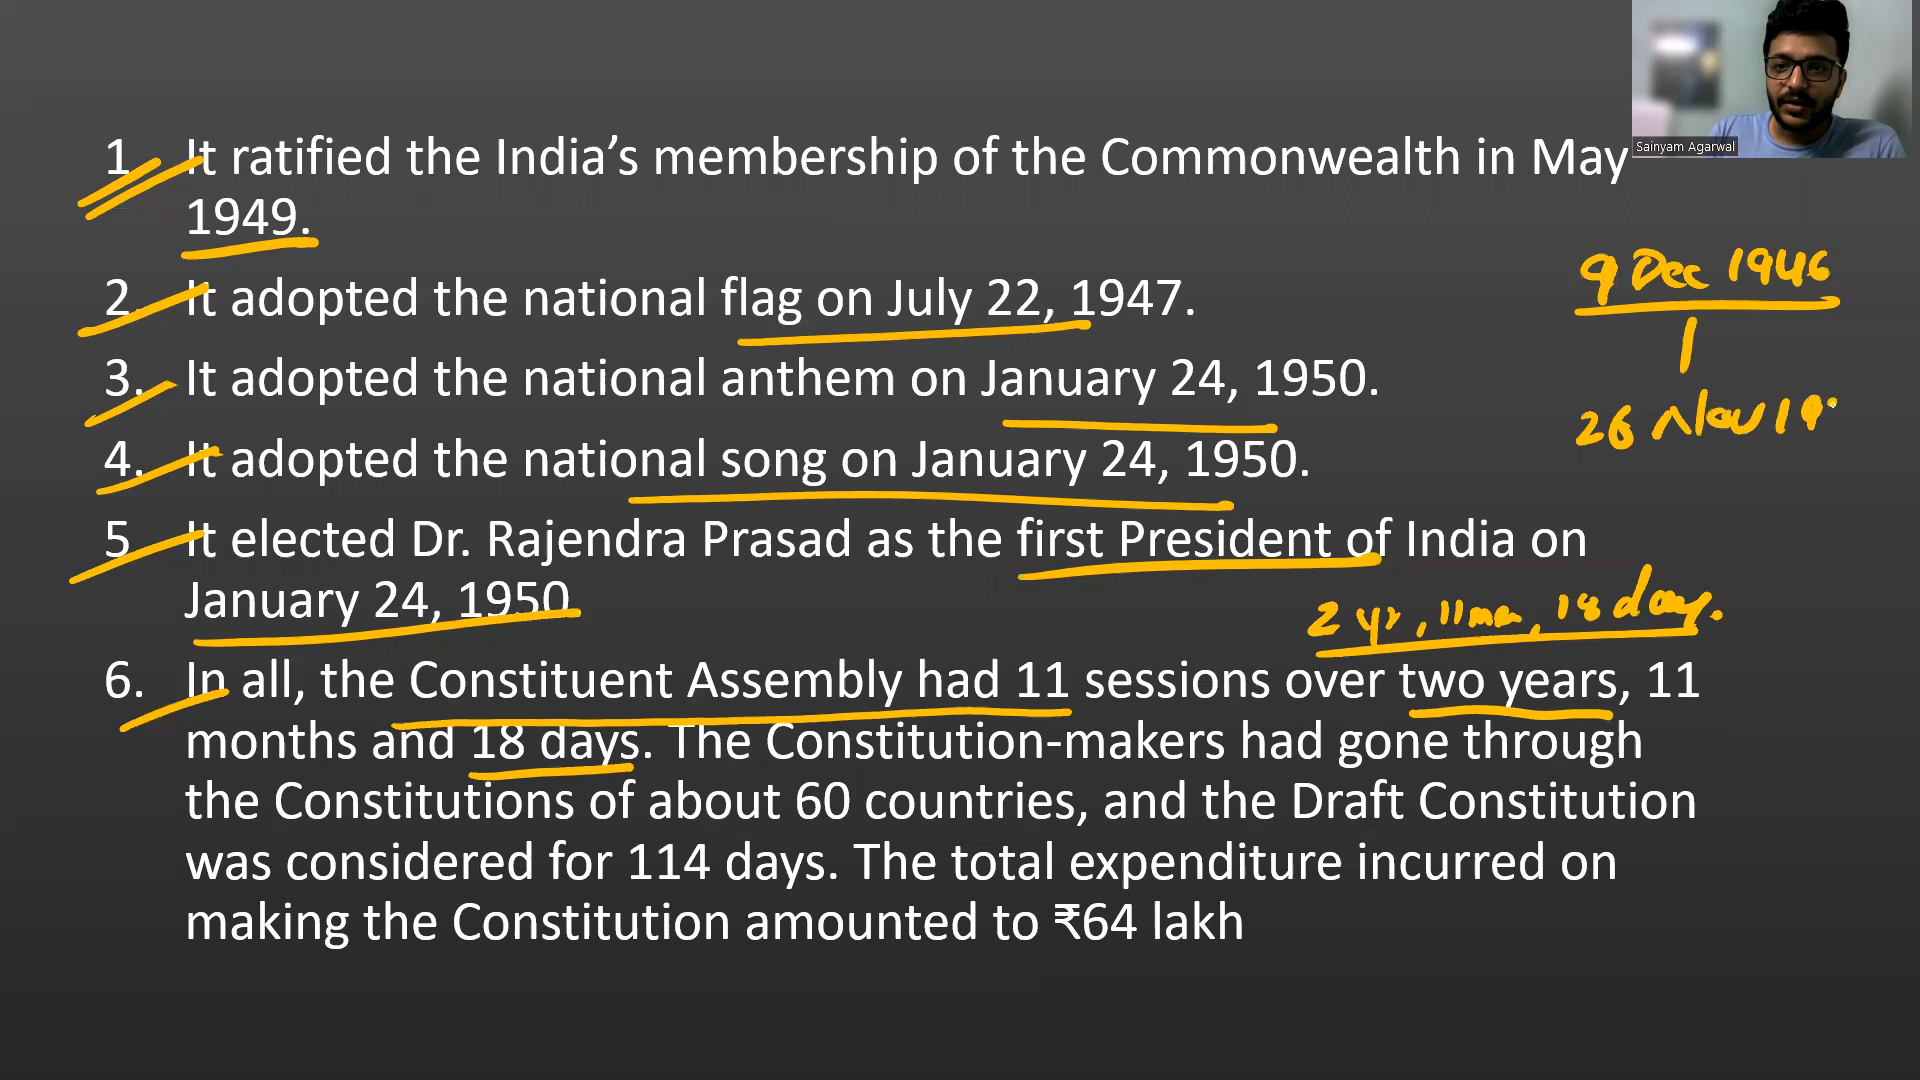 1. It ratified the India’s membership of the Commonwealth in May
1949.
2. It adopted the national flag on July 22, 1947.
3. It adopted the national anthem on January 24, 1950.
4. It adopted the national song on January 24, 1950.
5. It elected Dr. Rajendra Prasad as the first President of India on
January 24, 1950
6. In all, the Constituent Assembly had 11 sessions over two years, 11
months and 18 days. The Constitution-makers had gone through
the Constitutions of about 60 countries, and the Draft Constitution
was considered for 114 days. The total expenditure incurred on
making the Constitution amounted to ₹64 lakh
Sainyam Agarwal
9 Dec 1946
26 Nov 19
2 yr, 11 mon, 18 day.